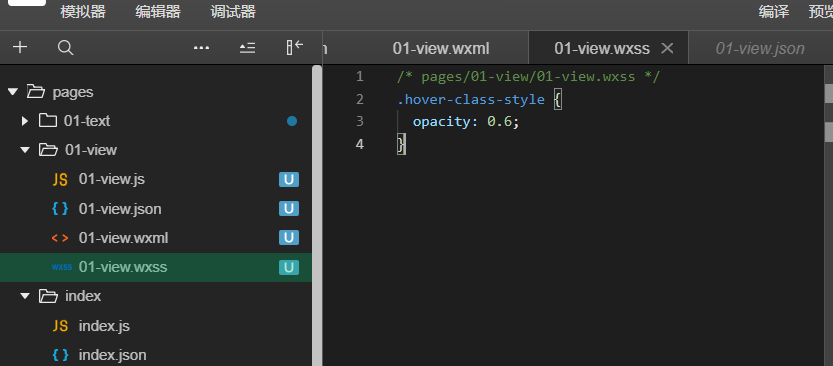 模拟器 编辑器 调试器 编译 预览
01-view.wxml 01-view.wxss 01-view.json
pages
01-text
01-view
JS 01-view.js U
{ } 01-view.json U
<> 01-view.wxml U
wxss 01-view.wxss U
index
JS index.js
{ } index.json
1 /* pages/01-view/01-view.wxss */
2 .hover-class-style {
3 opacity: 0.6;
4 }